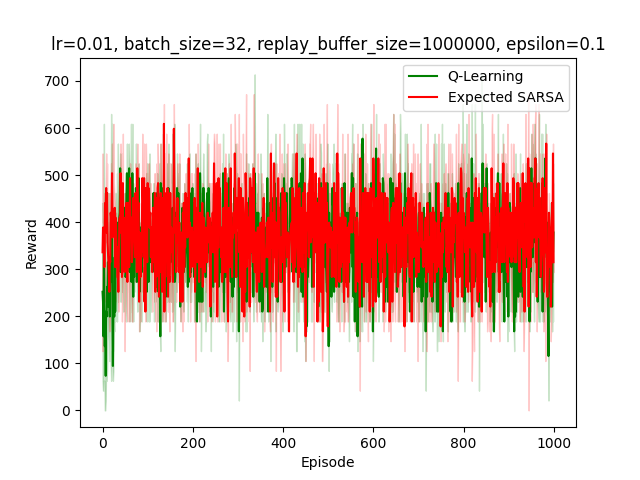 lr=0.01, batch_size=32, replay_buffer_size=1000000, epsilon=0.1
Q-Learning
Expected SARSA
Reward
700
600
500
400
300
200
100
0
0 200 400 600 800 1000
Episode